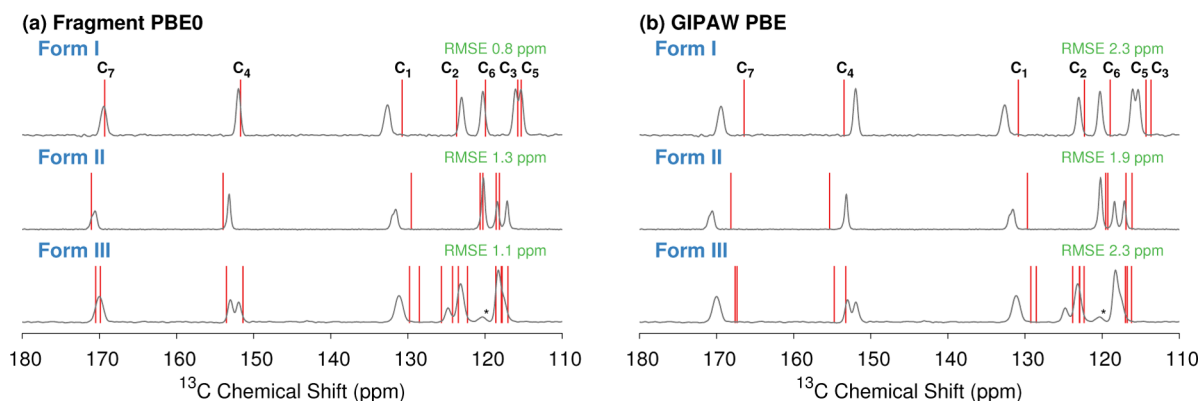 (a) Fragment PBE0
Form I
RMSE 0.8 ppm
C7 C4 C1 C2 C6 C3 C5
Form II
RMSE 1.3 ppm
Form III
RMSE 1.1 ppm
*
180 170 160 150 140 130 120 110
13C Chemical Shift (ppm)
(b) GIPAW PBE
Form I
RMSE 2.3 ppm
C7 C4 C1 C2 C6 C5 C3
Form II
RMSE 1.9 ppm
Form III
RMSE 2.3 ppm
*
180 170 160 150 140 130 120 110
13C Chemical Shift (ppm)